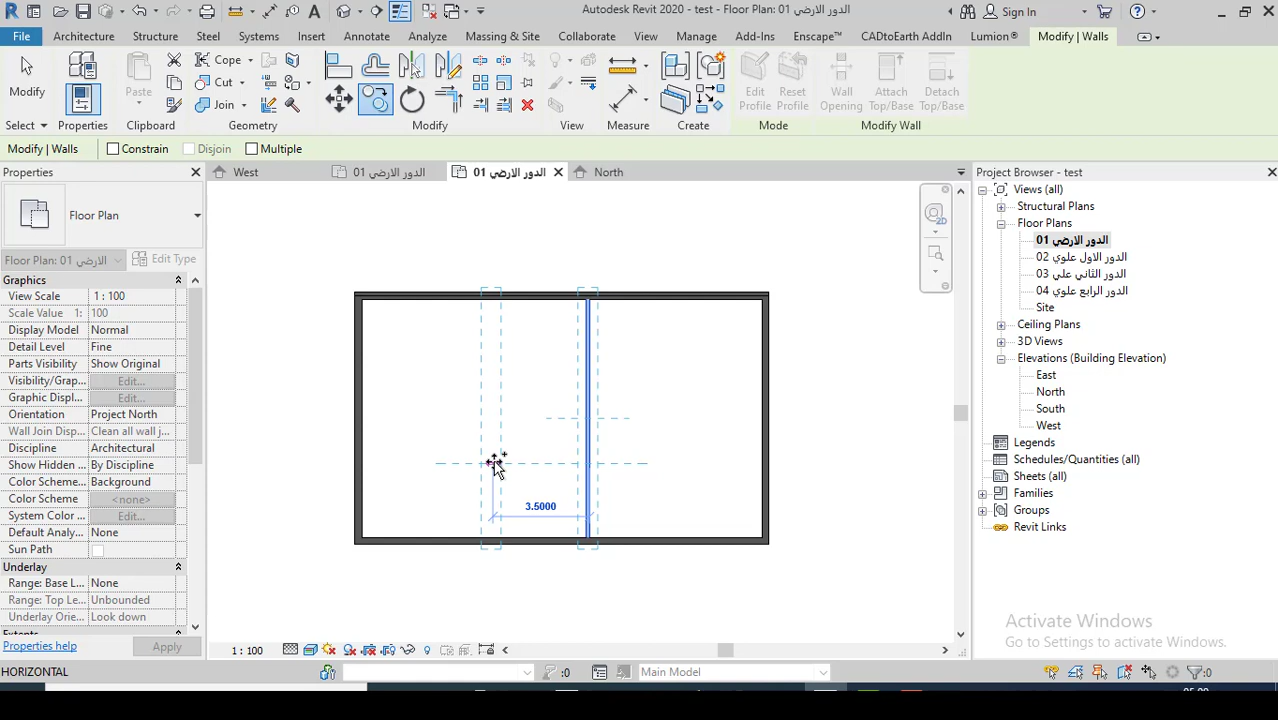 Autodesk Revit 2020 - test - Floor Plan: الدور الارضي 01
Sign In
File Architecture Structure Steel Systems Insert Annotate Analyze Massing & Site Collaborate View Manage Add-Ins Enscape™ CADtoEarth AddIn Lumion® Modify | Walls
Modify
Paste
Cope
Cut
Join
Edit Profile
Reset Profile
Wall Opening
Attach Top/Base
Detach Top/Base
Select Properties Clipboard Geometry Modify View Measure Create Mode Modify Wall
Modify | Walls Constrain Disjoin Multiple
Properties
West
الدور الارضي 01
الدور الارضي 01
North
Project Browser - test
Floor Plan
Floor Plan: الارضي 01
Edit Type
Graphics
View Scale 1 : 100
Scale Value 1: 100
Display Model Normal
Detail Level Fine
Parts Visibility Show Original
Visibility/Grap... Edit...
Graphic Displ... Edit...
Orientation Project North
Wall Join Disp... Clean all wall j...
Discipline Architectural
Show Hidden ... By Discipline
Color Scheme... Background
Color Scheme <none>
System Color ... Edit...
Default Analy... None
Sun Path
Underlay
Range: Base L... None
Range: Top Le... Unbounded
Underlay Orie... Look down
Extents
Properties help
Apply
3.5000
2D
Views (all)
Structural Plans
Floor Plans
الدور الارضي 01
الدور الاول علوي 02
الدور الثاني علي 03
الدور الرابع علوي 04
Site
Ceiling Plans
3D Views
Elevations (Building Elevation)
East
North
South
West
Legends
Schedules/Quantities (all)
Sheets (all)
Families
Groups
Revit Links
Activate Windows
Go to Settings to activate Windows.
1 : 100
HORIZONTAL
:0
Main Model
:0